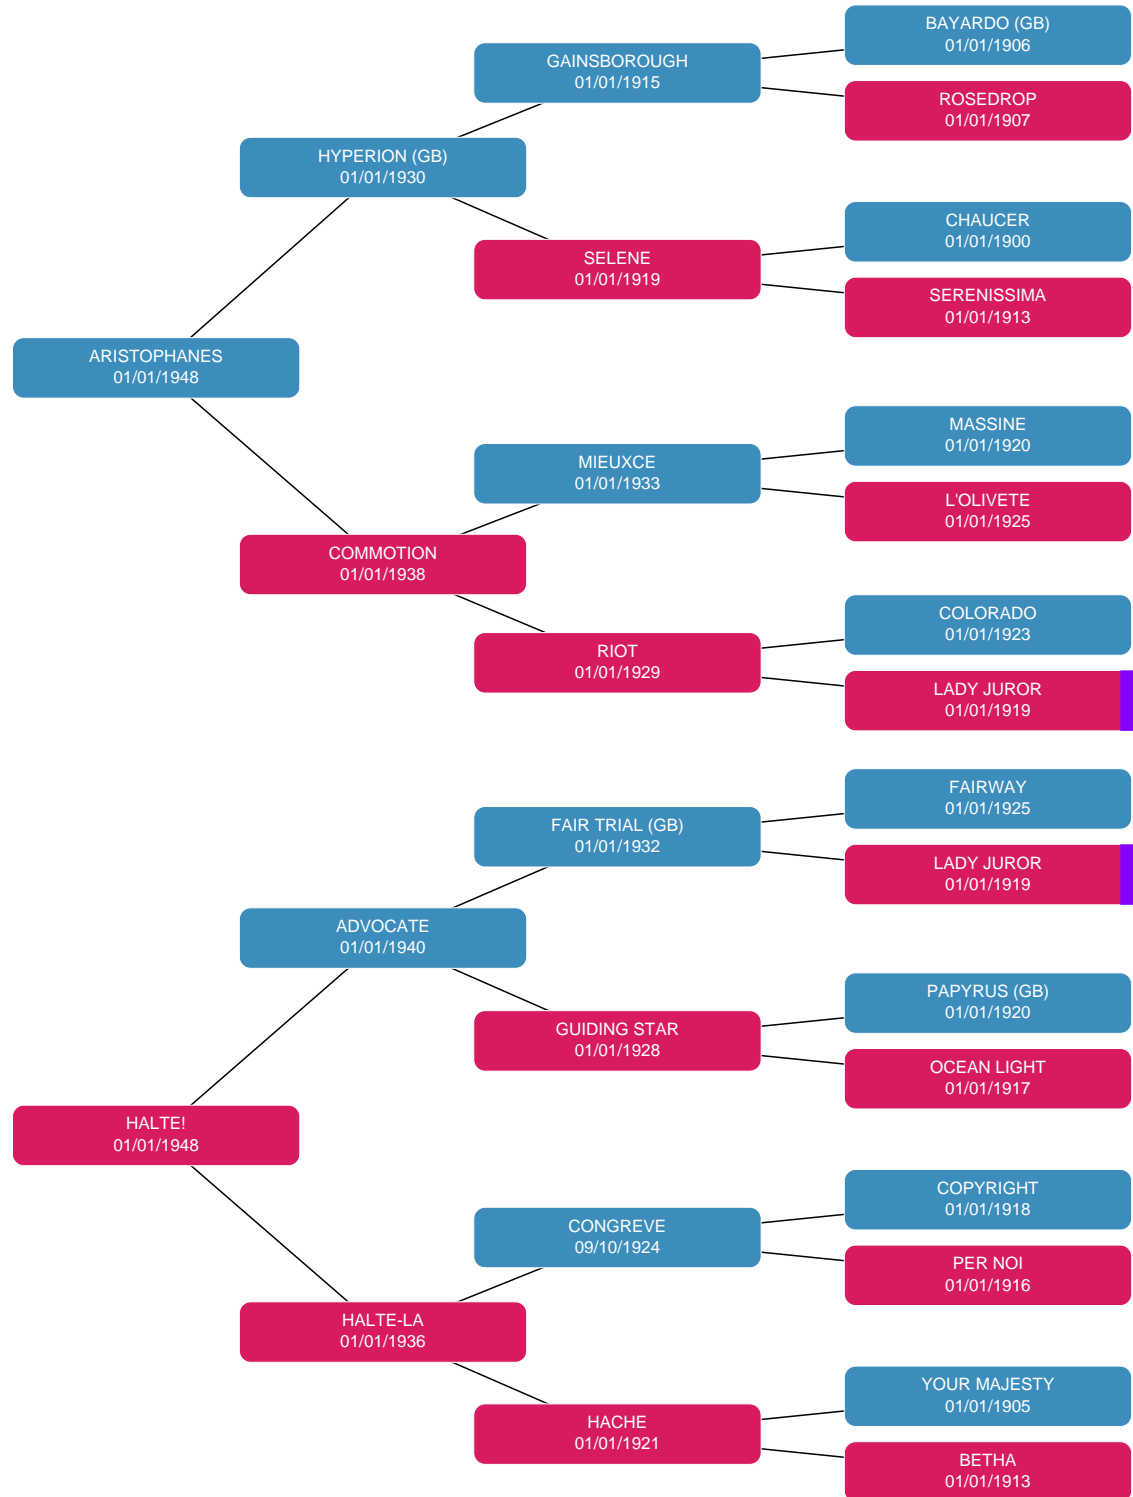 BAYARDO (GB)
01/01/1906
GAINSBOROUGH
01/01/1915
ROSEDROP
01/01/1907
HYPERION (GB)
01/01/1930
CHAUCER
01/01/1900
SELENE
01/01/1919
SERENISSIMA
01/01/1913
ARISTOPHANES
01/01/1948
MASSINE
01/01/1920
MIEUXCE
01/01/1933
L'OLIVETE
01/01/1925
COMMOTION
01/01/1938
COLORADO
01/01/1923
RIOT
01/01/1929
LADY JUROR
01/01/1919
FAIRWAY
01/01/1925
FAIR TRIAL (GB)
01/01/1932
LADY JUROR
01/01/1919
ADVOCATE
01/01/1940
PAPYRUS (GB)
01/01/1920
GUIDING STAR
01/01/1928
OCEAN LIGHT
01/01/1917
HALTE!
01/01/1948
COPYRIGHT
01/01/1918
CONGREVE
09/10/1924
PER NOI
01/01/1916
HALTE-LA
01/01/1936
YOUR MAJESTY
01/01/1905
HACHE
01/01/1921
BETHA
01/01/1913